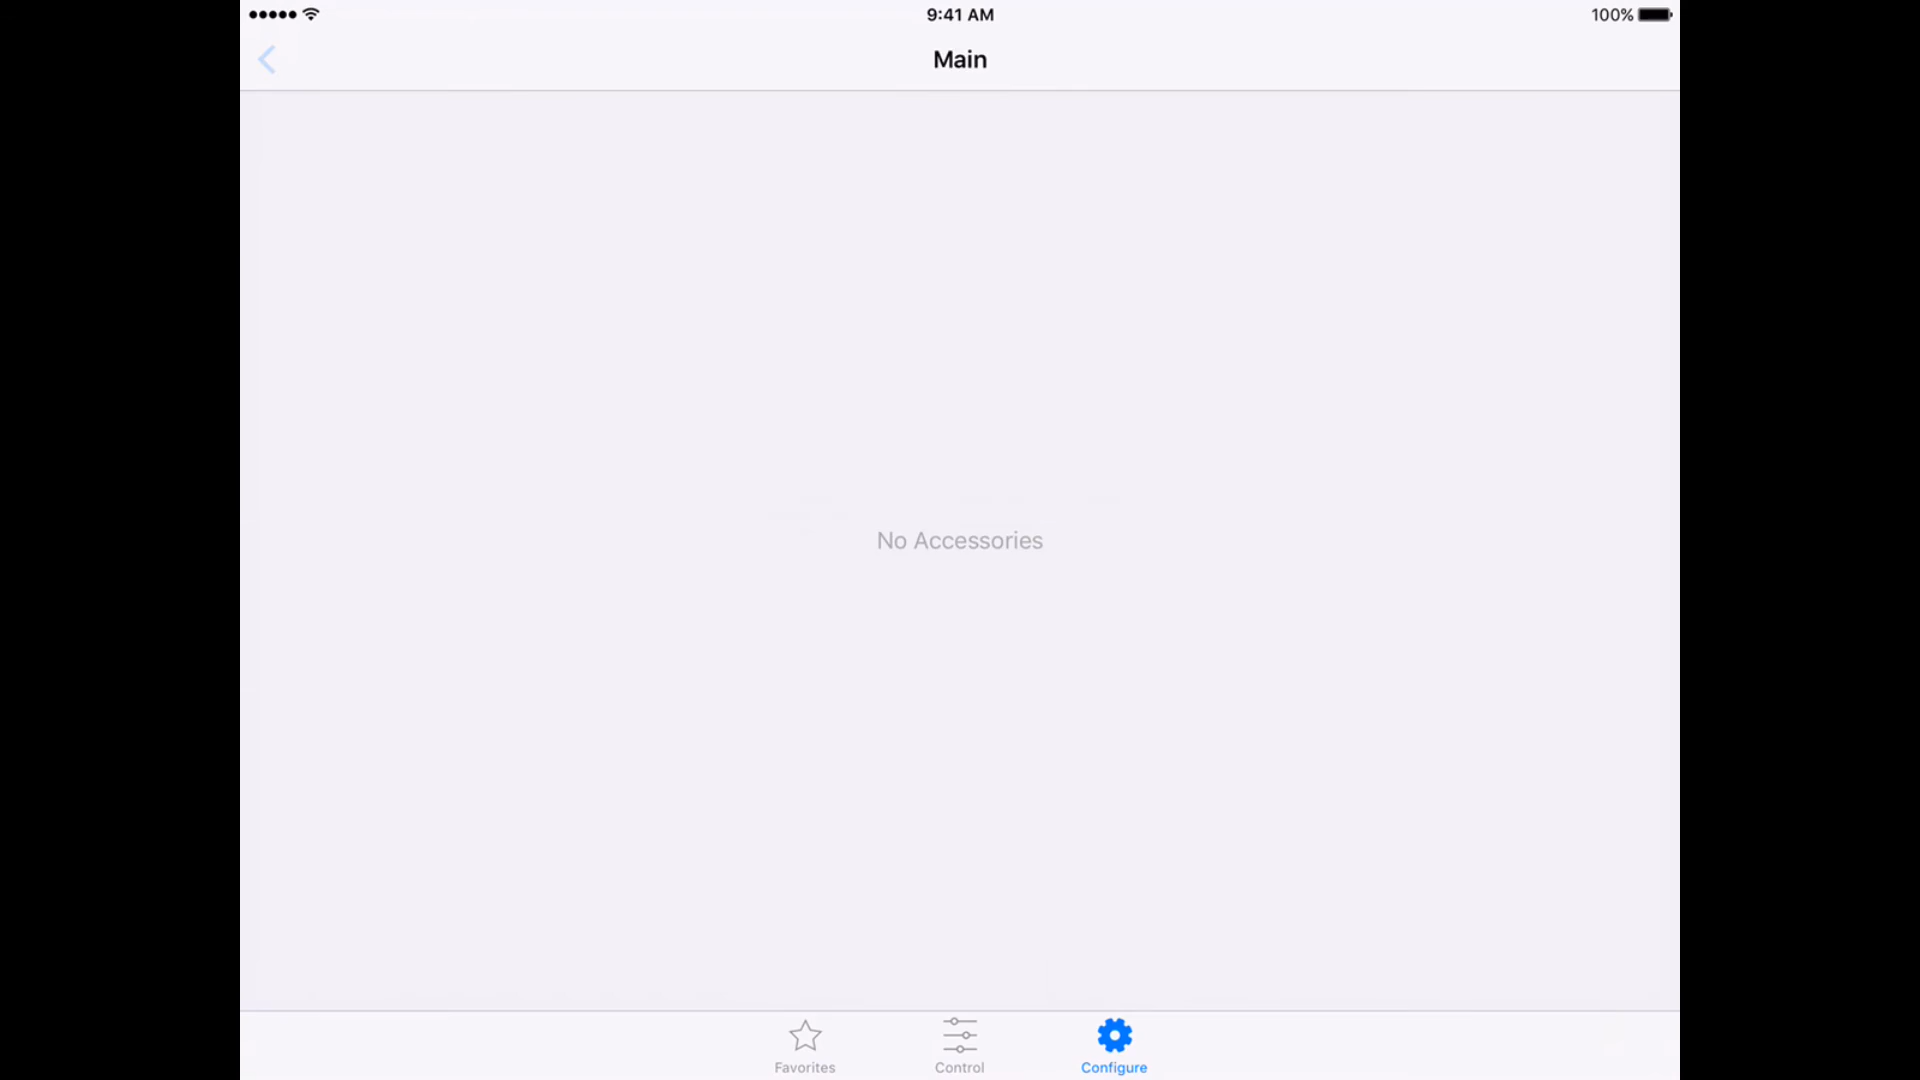 9:41 AM
100%
Main
No Accessories
Favorites
Control
Configure